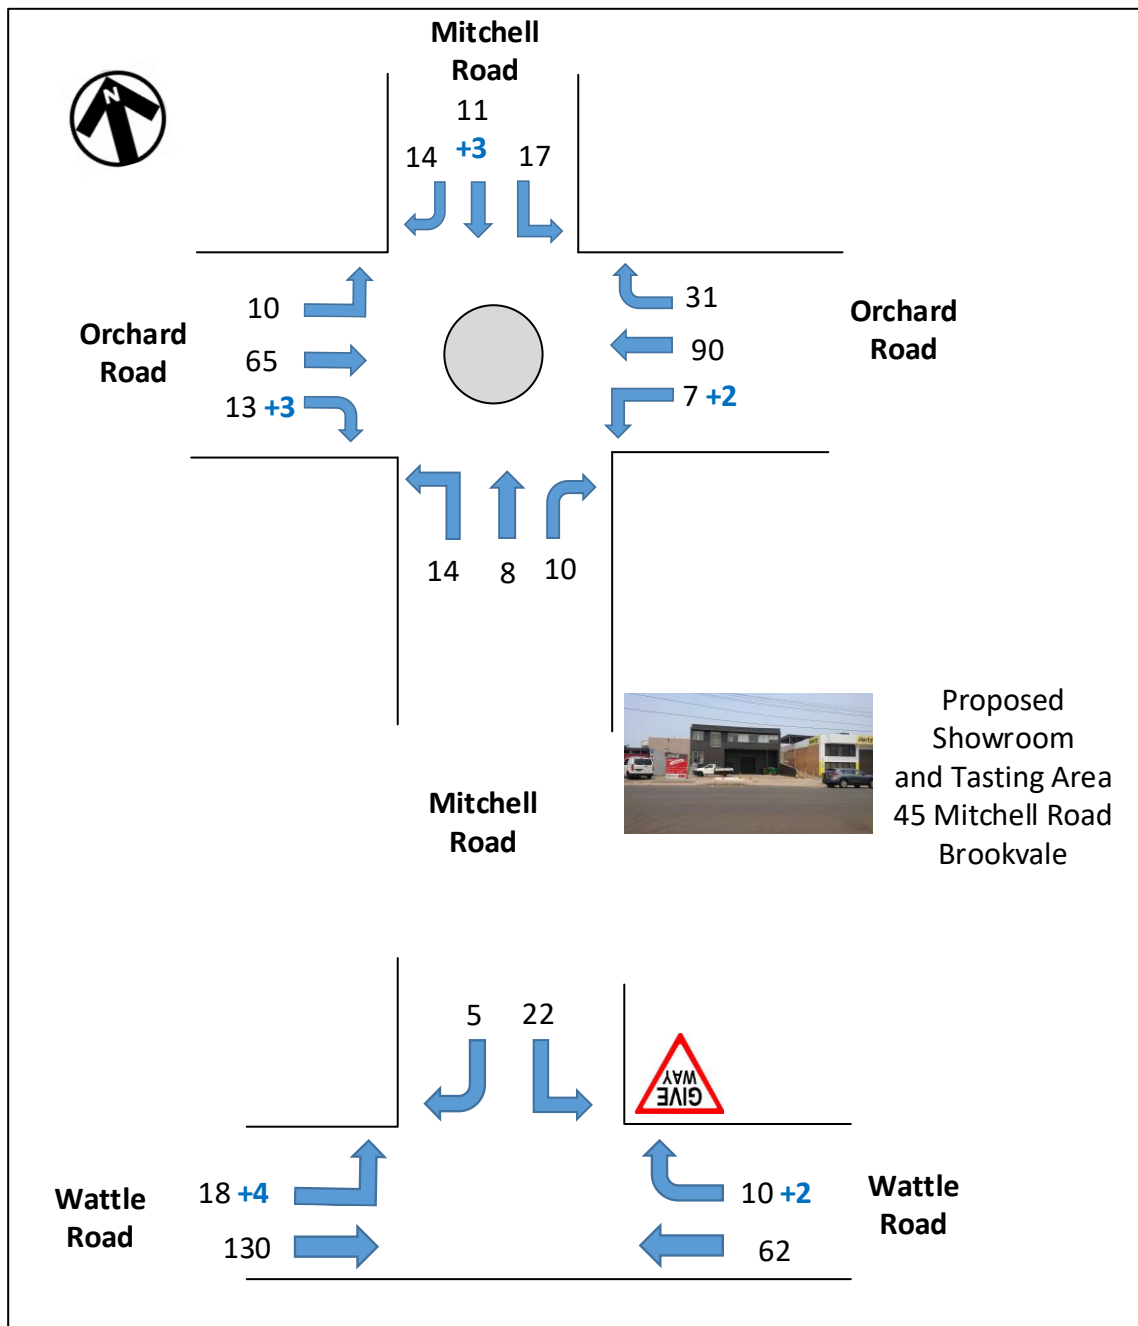 Mitchell
Road
N
11
14 +3 17
10
31
Orchard
Road
65
90
Orchard
Road
13 +3
7 +2
14 8 10
Proposed
Showroom
and Tasting Area
45 Mitchell Road
Brookvale
Mitchell
Road
5 22
GIVE
WAY
18 +4
10 +2
Wattle
Road
130
62
Wattle
Road